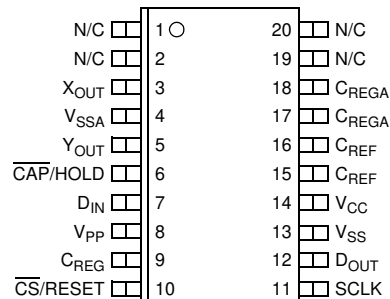 N/C 1 20 N/C
N/C 2 19 N/C
XOUT 3 18 CREGA
VSSA 4 17 CREGA
YOUT 5 16 CREF
CAP/HOLD 6 15 CREF
DIN 7 14 VCC
VPP 8 13 VSS
CREG 9 12 DOUT
CS/RESET 10 11 SCLK